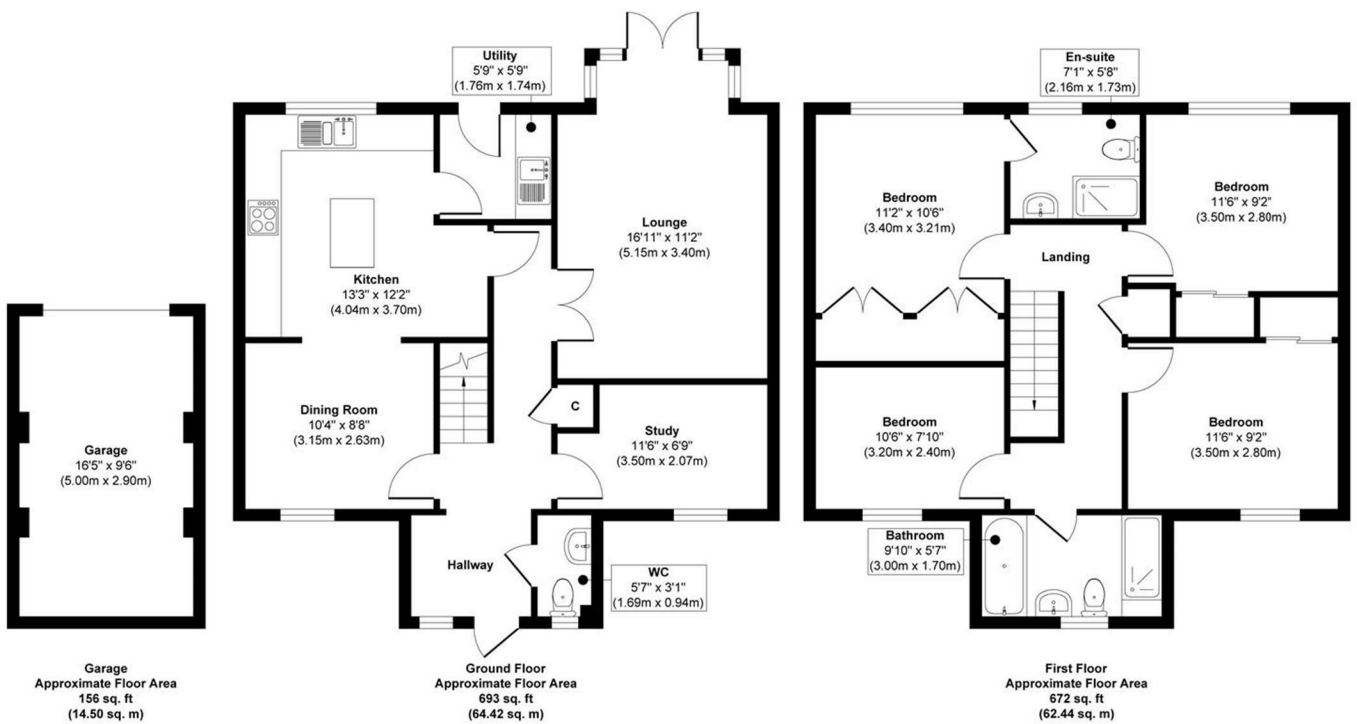 Utility
5'9" x 5'9"
(1.76m x 1.74m)
Lounge
16'11" x 11'2"
(5.15m x 3.40m)
Kitchen
13'3" x 12'2"
(4.04m x 3.70m)
Dining Room
10'4" x 8'8"
(3.15m x 2.63m)
C
Study
11'6" x 6'9"
(3.50m x 2.07m)
Hallway
WC
5'7" x 3'1"
(1.69m x 0.94m)
Garage
16'5" x 9'6"
(5.00m x 2.90m)
En-suite
7'1" x 5'8"
(2.16m x 1.73m)
Bedroom
11'2" x 10'6"
(3.40m x 3.21m)
Bedroom
11'6" x 9'2"
(3.50m x 2.80m)
Landing
Bedroom
10'6" x 7'10"
(3.20m x 2.40m)
Bedroom
11'6" x 9'2"
(3.50m x 2.80m)
Bathroom
9'10" x 5'7"
(3.00m x 1.70m)
Garage
Approximate Floor Area
156 sq. ft
(14.50 sq. m)
Ground Floor
Approximate Floor Area
693 sq. ft
(64.42 sq. m)
First Floor
Approximate Floor Area
672 sq. ft
(62.44 sq. m)